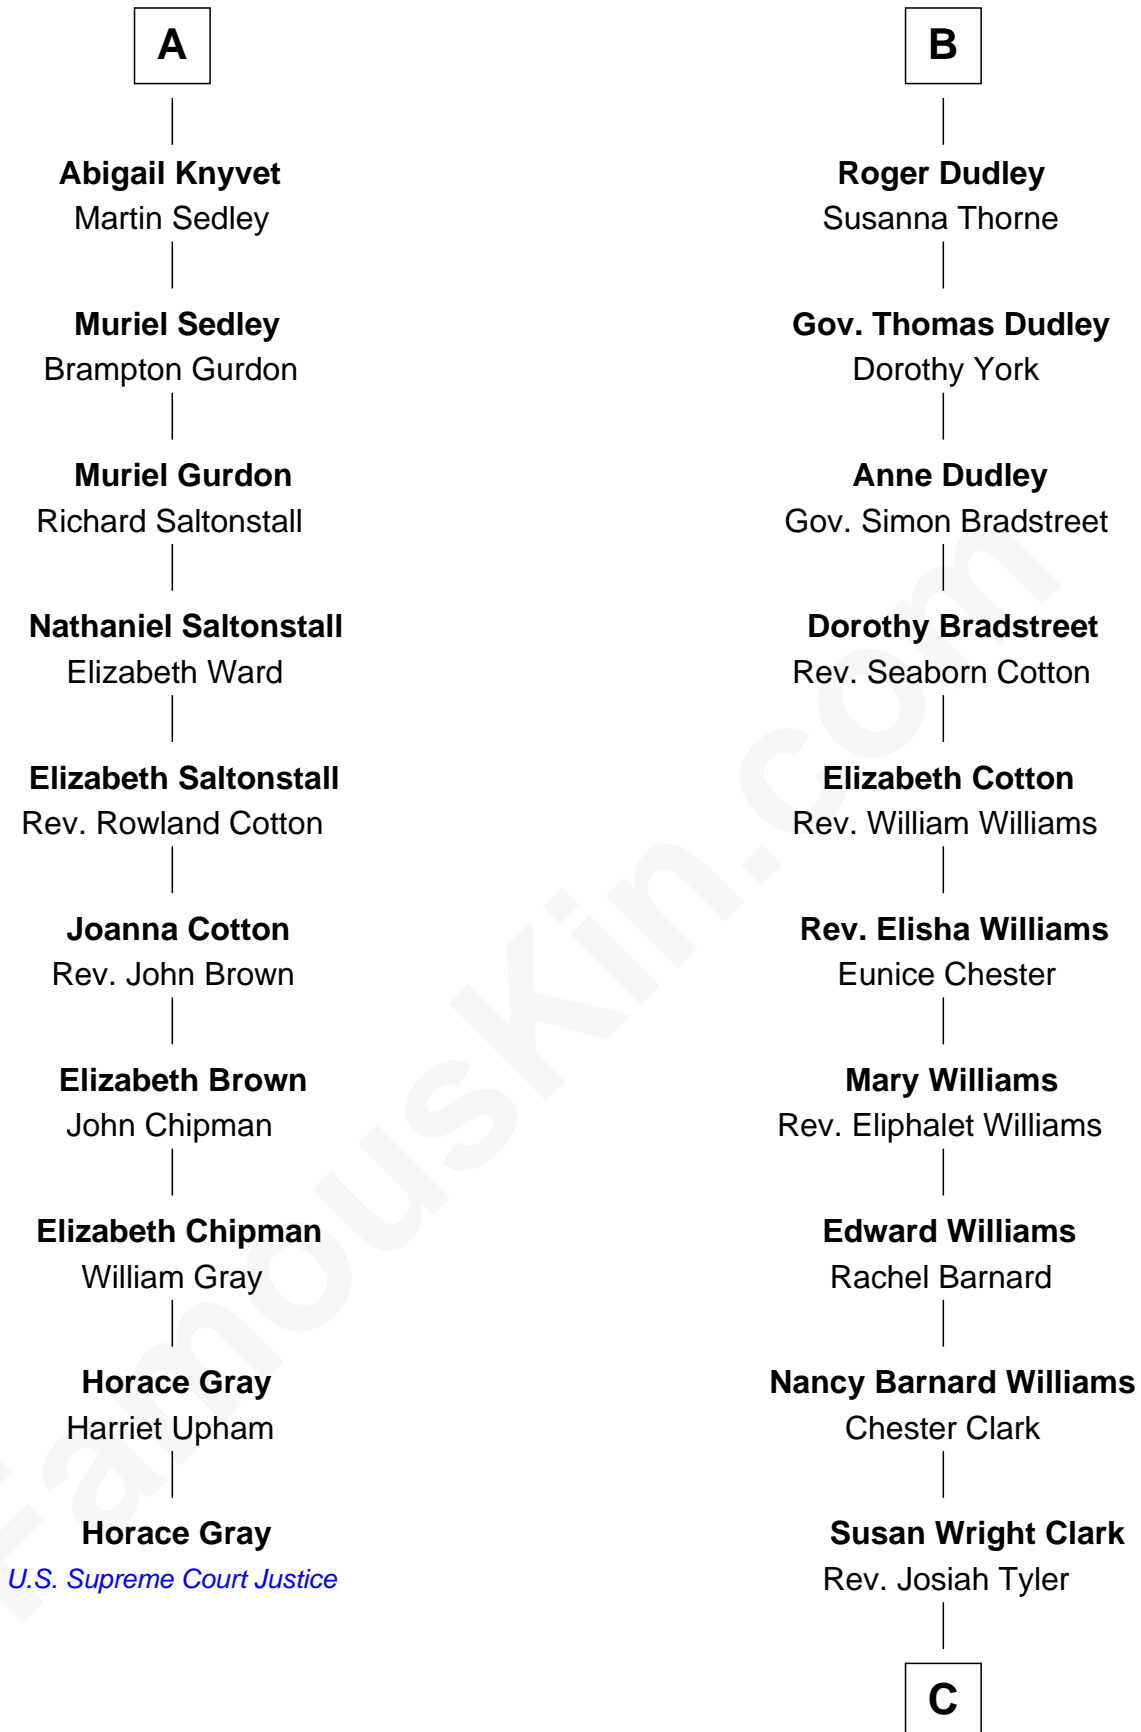 A
Abigail Knyvet
Martin Sedley
Muriel Sedley
Brampton Gurdon
Muriel Gurdon
Richard Saltonstall
Nathaniel Saltonstall
Elizabeth Ward
Elizabeth Saltonstall
Rev. Rowland Cotton
Joanna Cotton
Rev. John Brown
Elizabeth Brown
John Chipman
Elizabeth Chipman
William Gray
Horace Gray
Harriet Upham
Horace Gray
U.S. Supreme Court Justice
B
Roger Dudley
Susanna Thorne
Gov. Thomas Dudley
Dorothy York
Anne Dudley
Gov. Simon Bradstreet
Dorothy Bradstreet
Rev. Seaborn Cotton
Elizabeth Cotton
Rev. William Williams
Rev. Elisha Williams
Eunice Chester
Mary Williams
Rev. Eliphalet Williams
Edward Williams
Rachel Barnard
Nancy Barnard Williams
Chester Clark
Susan Wright Clark
Rev. Josiah Tyler
C
FamousKin.com